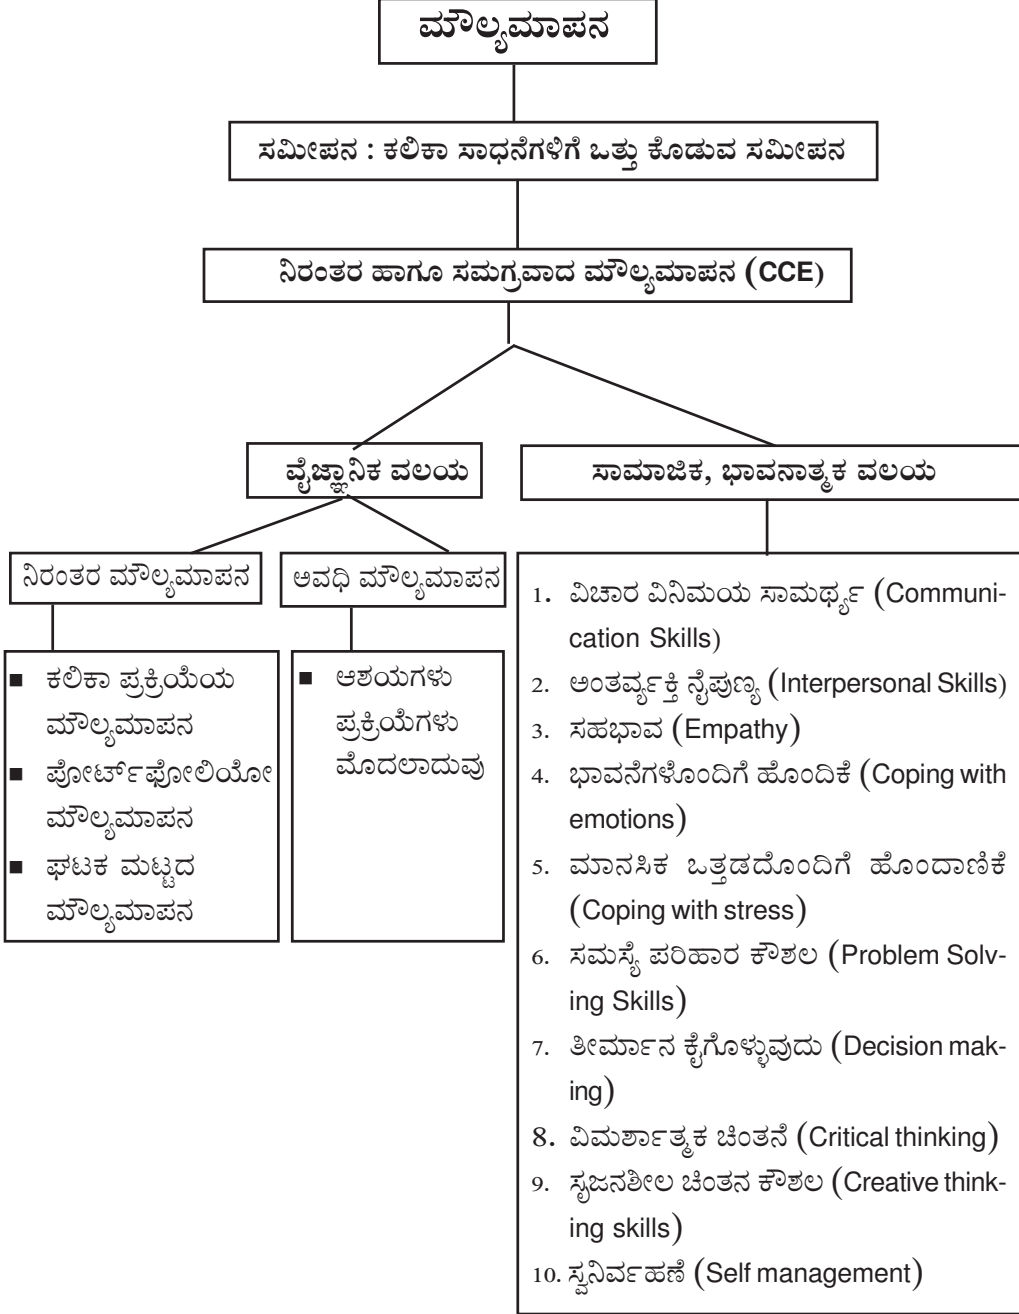 ಮೌಲ್ಯಮಾಪನ
ಸಮೀಪನ : ಕಲಿಕಾ ಸಾಧನೆಗಳಿಗೆ ಒತ್ತು ಕೊಡುವ ಸಮೀಪನ
ನಿರಂತರ ಹಾಗೂ ಸಮಗ್ರವಾದ ಮೌಲ್ಯಮಾಪನ (CCE)
ವೈಜ್ಞಾನಿಕ ವಲಯ
ನಿರಂತರ ಮೌಲ್ಯಮಾಪನ
■ ಕಲಿಕಾ ಪ್ರಕ್ರಿಯೆಯ
ಮೌಲ್ಯಮಾಪನ
■ ಪೋರ್ಟ್‌ಫೋಲಿಯೋ
ಮೌಲ್ಯಮಾಪನ
■ ಘಟಕ ಮಟ್ಟದ
ಮೌಲ್ಯಮಾಪನ
ಅವಧಿ ಮೌಲ್ಯಮಾಪನ
■ ಆಶಯಗಳು
ಪ್ರಕ್ರಿಯೆಗಳು
ಮೊದಲಾದುವು
ಸಾಮಾಜಿಕ, ಭಾವನಾತ್ಮಕ ವಲಯ
1. ವಿಚಾರ ವಿನಿಮಯ ಸಾಮರ್ಥ್ಯ (Communi-
cation Skills)
2. ಅಂತರ್ವ್ಯಕ್ತಿ ನೈಪುಣ್ಯ (Interpersonal Skills)
3. ಸಹಭಾವ (Empathy)
4. ಭಾವನೆಗಳೊಂದಿಗೆ ಹೊಂದಿಕೆ (Coping with
emotions)
5. ಮಾನಸಿಕ ಒತ್ತಡದೊಂದಿಗೆ ಹೊಂದಾಣಿಕೆ
(Coping with stress)
6. ಸಮಸ್ಯೆ ಪರಿಹಾರ ಕೌಶಲ (Problem Solv-
ing Skills)
7. ತೀರ್ಮಾನ ಕೈಗೊಳ್ಳುವುದು (Decision mak-
ing)
8. ವಿಮರ್ಶಾತ್ಮಕ ಚಿಂತನೆ (Critical thinking)
9. ಸೃಜನಶೀಲ ಚಿಂತನ ಕೌಶಲ (Creative think-
ing skills)
10. ಸ್ವನಿರ್ವಹಣೆ (Self management)